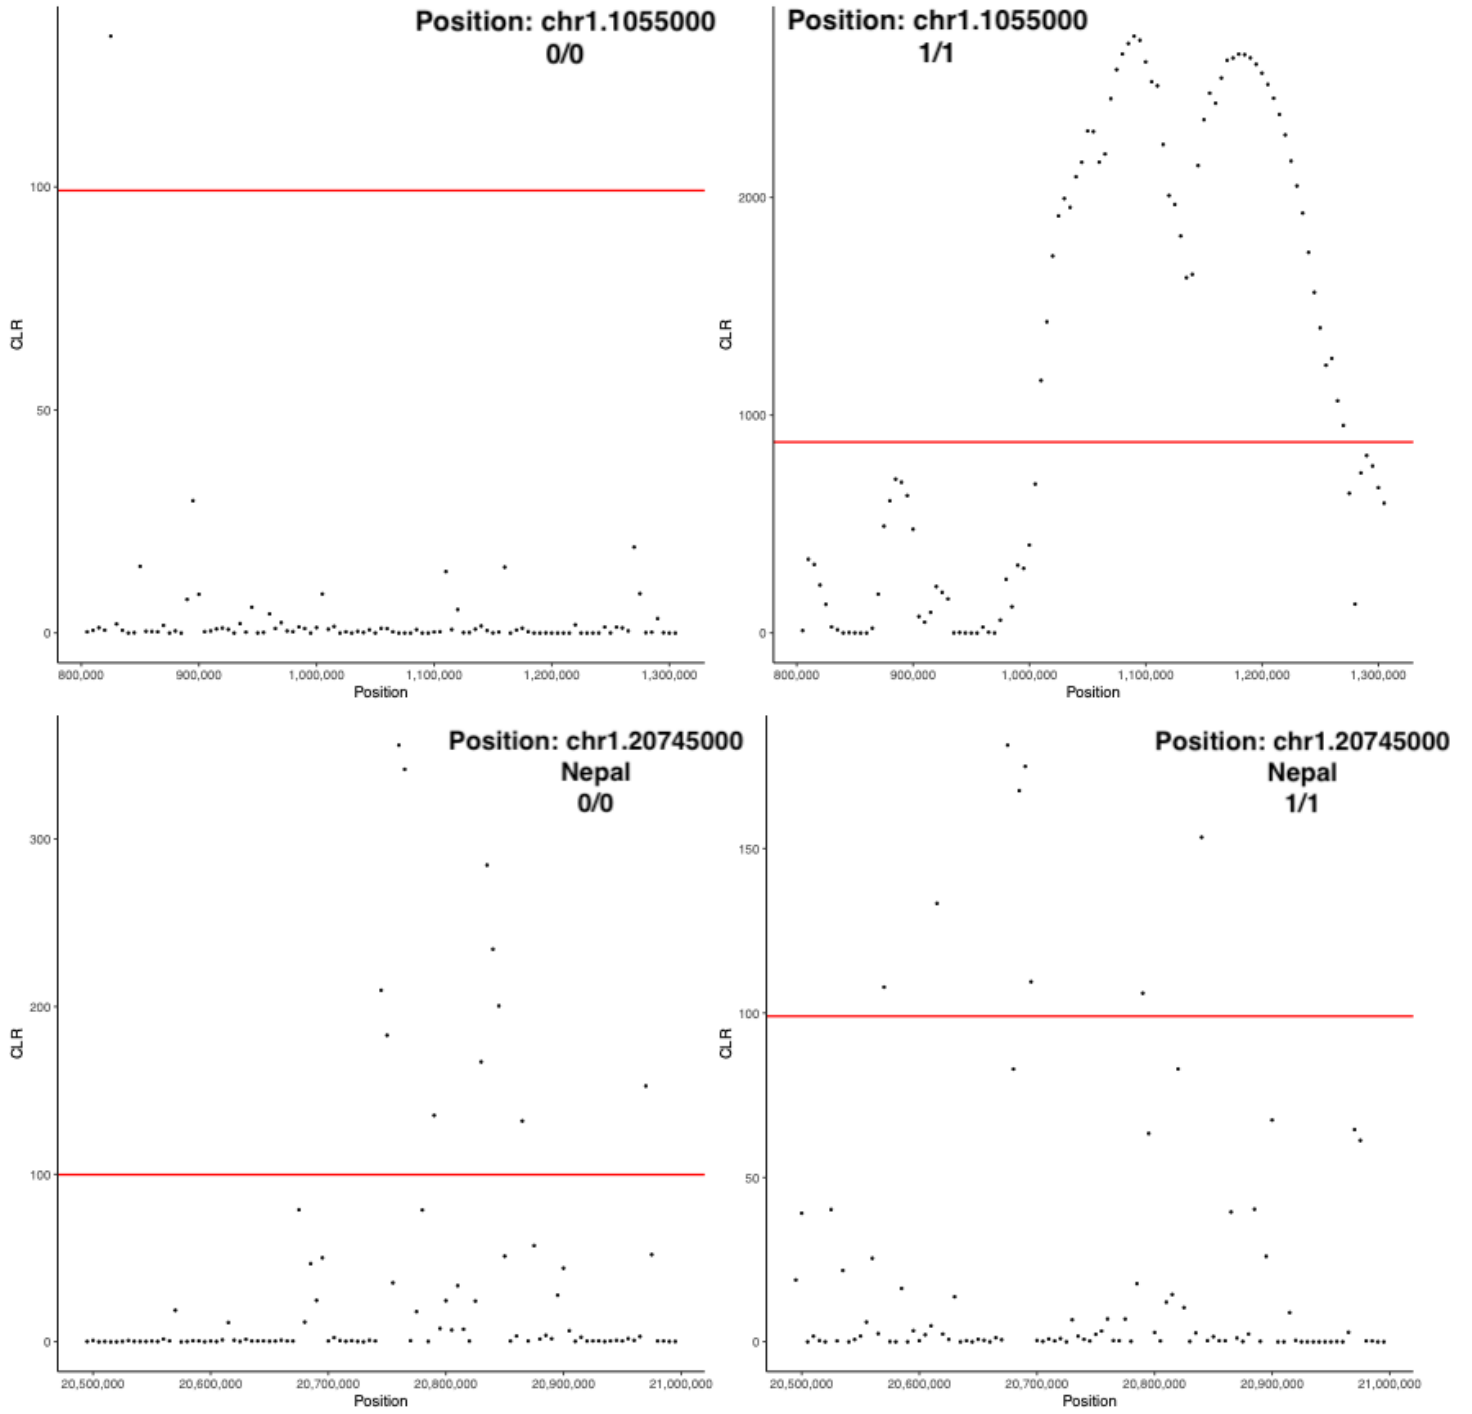 Position: chr1.1055000
0/0
100
50
0
CLR
800,000 900,000 1,000,000 1,100,000 1,200,000 1,300,000
Position
Position: chr1.1055000
1/1
2000
1000
0
CLR
800,000 900,000 1,000,000 1,100,000 1,200,000 1,300,000
Position
Position: chr1.20745000
Nepal
0/0
300
200
100
0
CLR
20,500,000 20,600,000 20,700,000 20,800,000 20,900,000 21,000,000
Position
Position: chr1.20745000
Nepal
1/1
150
100
50
0
CLR
20,500,000 20,600,000 20,700,000 20,800,000 20,900,000 21,000,000
Position